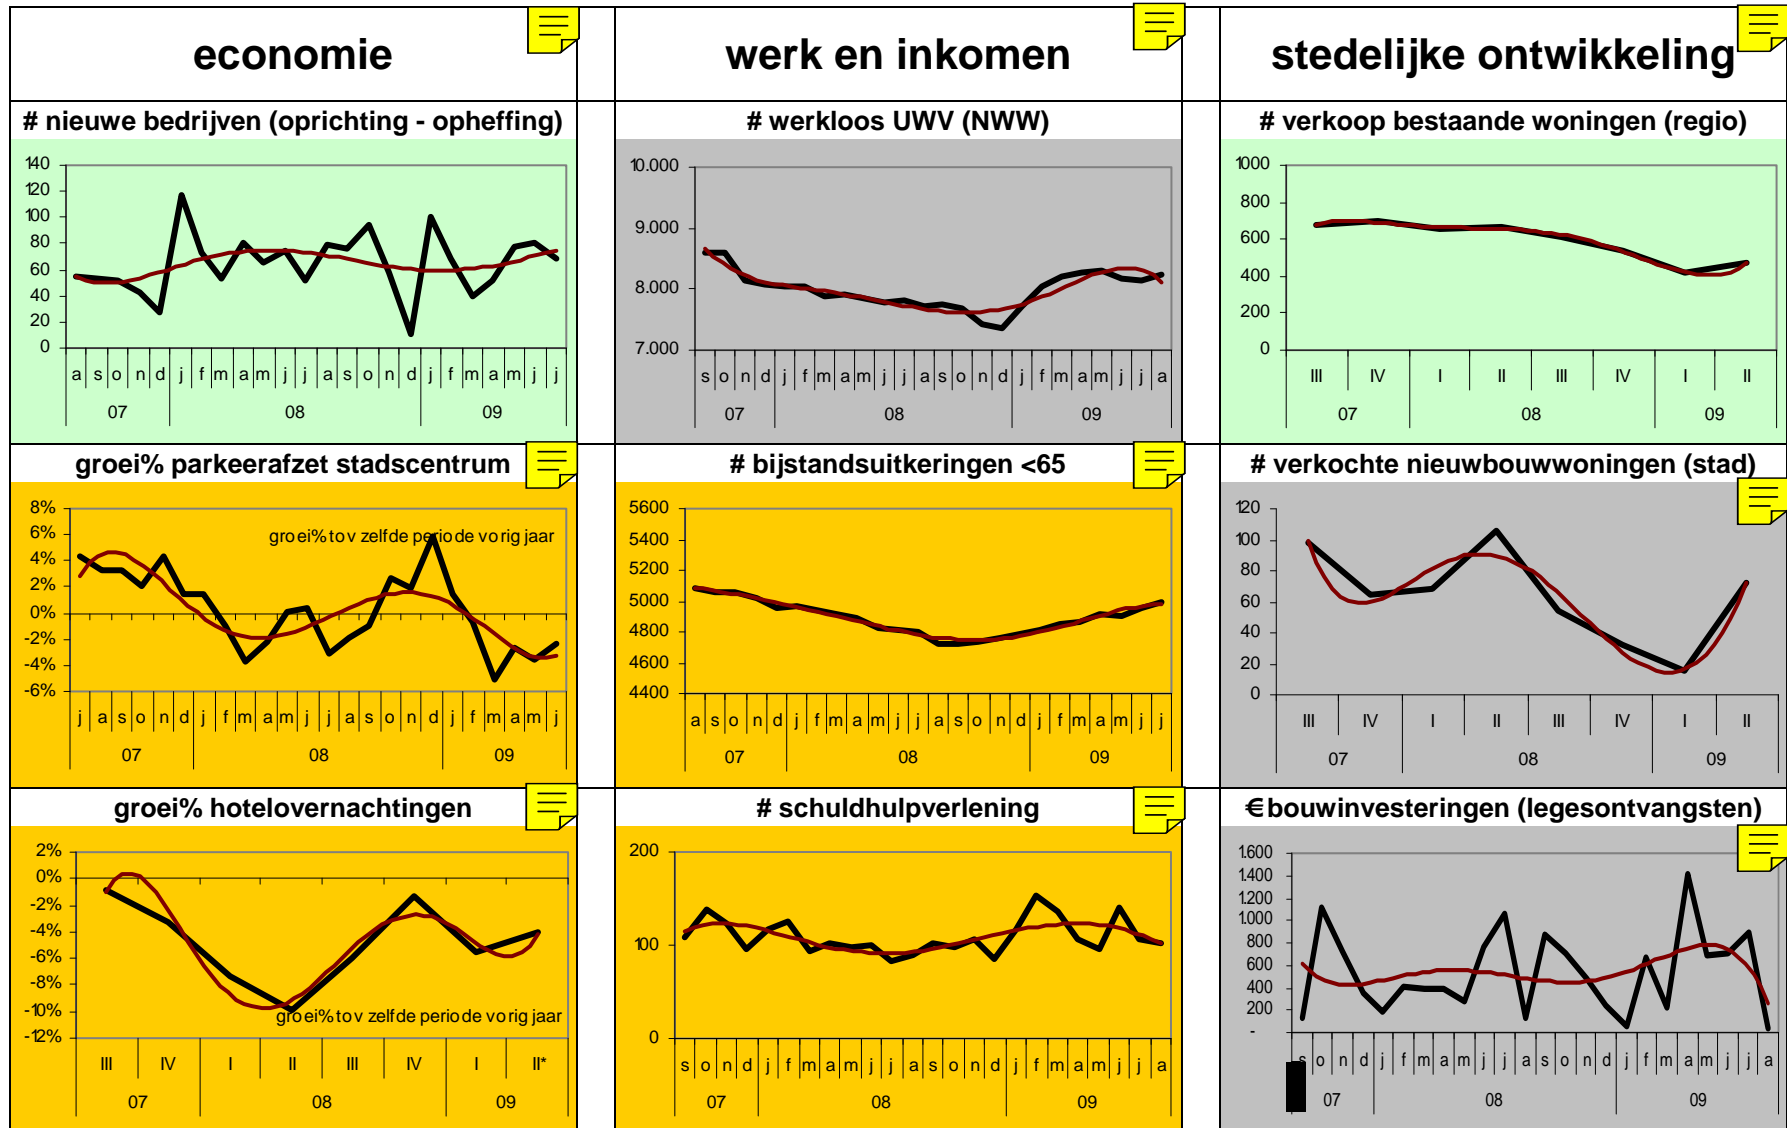 economie
werk en inkomen
stedelijke ontwikkeling
# nieuwe bedrijven (oprichting - opheffing)
140
120
100
80
60
40
20
0
a s o n d j f m a m j j a s o n d j f m a m j j
07 08 09
# werkloos UWV (NWW)
10.000
9.000
8.000
7.000
s o n d j f m a m j j a s o n d j f m a m j j a
07 08 09
# verkoop bestaande woningen (regio)
1000
800
600
400
200
0
III IV I II III IV I II
07 08 09
groei% parkeerafzet stadscentrum
groei% tov zelfde periode vorig jaar
8%
6%
4%
2%
0%
-2%
-4%
-6%
j a s o n d j f m a m j j a s o n d j f m a m j
07 08 09
# bijstandsuitkeringen <65
5600
5400
5200
5000
4800
4600
4400
a s o n d j f m a m j j a s o n d j f m a m j j
07 08 09
# verkochte nieuwbouwwoningen (stad)
120
100
80
60
40
20
0
III IV I II III IV I II
07 08 09
groei% hotelovernachtingen
2%
0%
-2%
-4%
-6%
-8%
-10%
-12%
groei% tov zelfde periode vorig jaar
III IV I II III IV I II*
07 08 09
# schuldhulpverlening
200
100
0
s o n d j f m a m j j a s o n d j f m a m j j a
07 08 09
€ bouwinvesteringen (legesontvangsten)
1.600
1.400
1.200
1000
800
600
400
200
-
s o n d j f m a m j j a s o n d j f m a m j j a
07 08 09